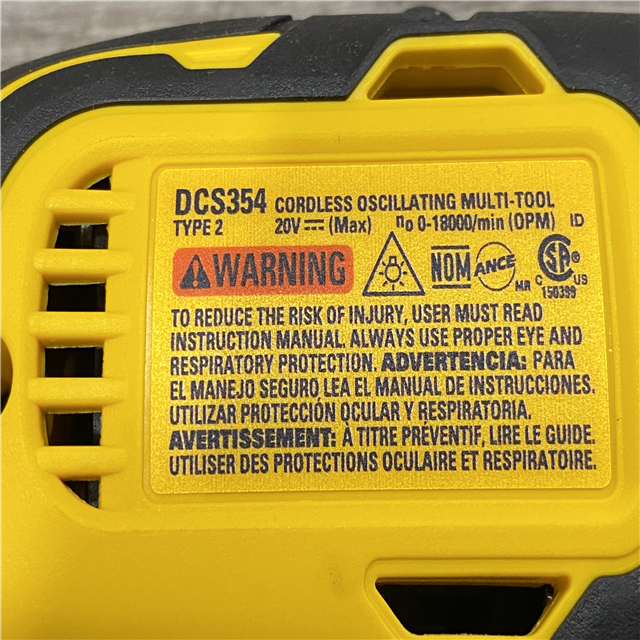 DCS354 CORDLESS OSCILLATING MULTI-TOOL
TYPE 2 20V⎓(Max) n0 0-18000/min (OPM) ID
WARNING
NOM ANCE MR C SA® US
150399
TO REDUCE THE RISK OF INJURY, USER MUST READ
INSTRUCTION MANUAL. ALWAYS USE PROPER EYE AND
RESPIRATORY PROTECTION. ADVERTENCIA: PARA
EL MANEJO SEGURO LEA EL MANUAL DE INSTRUCCIONES.
UTILIZAR PROTECCIÓN OCULAR Y RESPIRATORIA.
AVERTISSEMENT: À TITRE PRÉVENTIF, LIRE LE GUIDE.
UTILISER DES PROTECTIONS OCULAIRE ET RESPIRATOIRE.